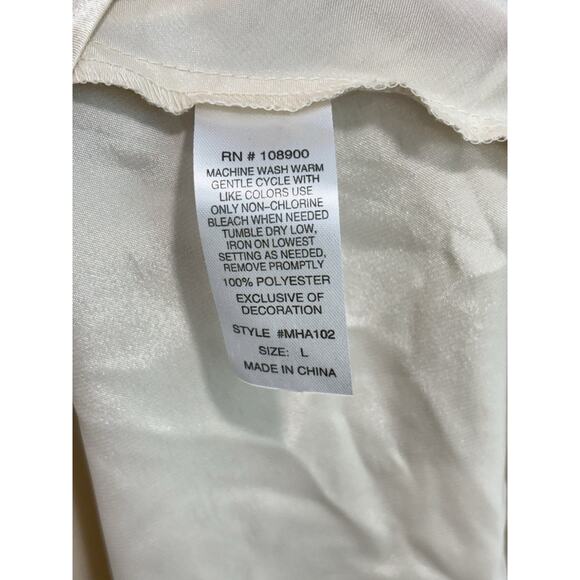 RN # 108900
MACHINE WASH WARM
GENTLE CYCLE WITH
LIKE COLORS USE
ONLY NON-CHLORINE
BLEACH WHEN NEEDED
TUMBLE DRY LOW,
IRON ON LOWEST
SETTING AS NEEDED,
REMOVE PROMPTLY
100% POLYESTER
EXCLUSIVE OF
DECORATION
STYLE #MHA102
SIZE: L
MADE IN CHINA